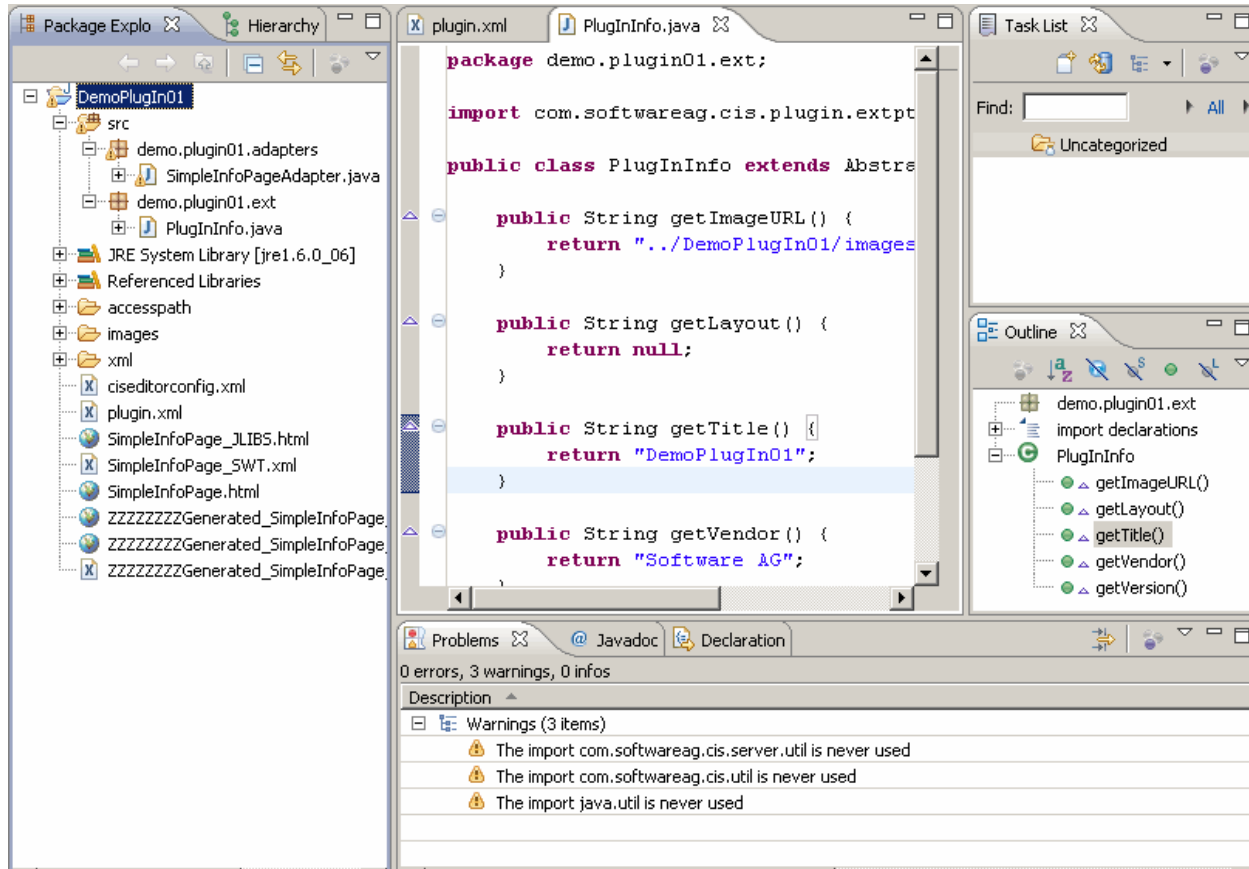 Package Explo
Hierarchy
DemoPlugIn01
src
demo.plugin01.adapters
SimpleInfoPageAdapter.java
demo.plugin01.ext
PlugInInfo.java
JRE System Library [jre1.6.0_06]
Referenced Libraries
accesspath
images
xml
ciseditorconfig.xml
plugin.xml
SimpleInfoPage_JLIBS.html
SimpleInfoPage_SWT.xml
SimpleInfoPage.html
ZZZZZZZZGenerated_SimpleInfoPage_
ZZZZZZZZGenerated_SimpleInfoPage_
ZZZZZZZZGenerated_SimpleInfoPage_
plugin.xml
PlugInInfo.java
package demo.plugin01.ext;
import com.softwareag.cis.plugin.extpt
public class PlugInInfo extends Abstra
public String getImageURL() {
return "../DemoPlugIn01/images
}
public String getLayout() {
return null;
}
public String getTitle() {
return "DemoPlugIn01";
}
public String getVendor() {
return "Software AG";
Task List
Find:
All
Uncategorized
Outline
demo.plugin01.ext
import declarations
PlugInInfo
getImageURL()
getLayout()
getTitle()
getVendor()
getVersion()
Problems
@ Javadoc
Declaration
0 errors, 3 warnings, 0 infos
Description
Warnings (3 items)
The import com.softwareag.cis.server.util is never used
The import com.softwareag.cis.util is never used
The import java.util is never used